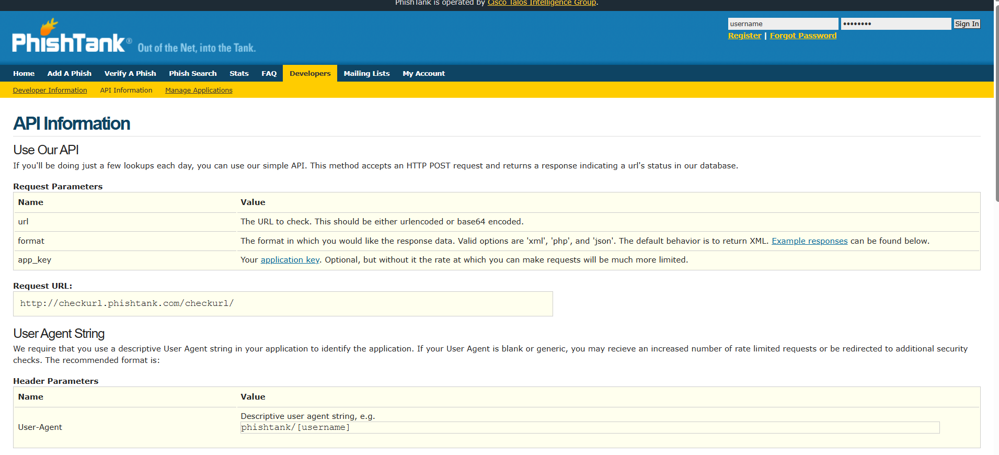 PhishTank is operated by Cisco Talos Intelligence Group.
PhishTank® Out of the Net, into the Tank.
username •••••••• Sign In
Register | Forgot Password
Home Add A Phish Verify A Phish Phish Search Stats FAQ Developers Mailing Lists My Account
Developer Information API Information Manage Applications
API Information
Use Our API
If you'll be doing just a few lookups each day, you can use our simple API. This method accepts an HTTP POST request and returns a response indicating a url's status in our database.
Request Parameters
Name Value
url The URL to check. This should be either urlencoded or base64 encoded.
format The format in which you would like the response data. Valid options are 'xml', 'php', and 'json'. The default behavior is to return XML. Example responses can be found below.
app_key Your application key. Optional, but without it the rate at which you can make requests will be much more limited.
Request URL:
http://checkurl.phishtank.com/checkurl/
User Agent String
We require that you use a descriptive User Agent string in your application to identify the application. If your User Agent is blank or generic, you may recieve an increased number of rate limited requests or be redirected to additional security
checks. The recommended format is:
Header Parameters
Name Value
Descriptive user agent string, e.g.
User-Agent phishtank/[username]